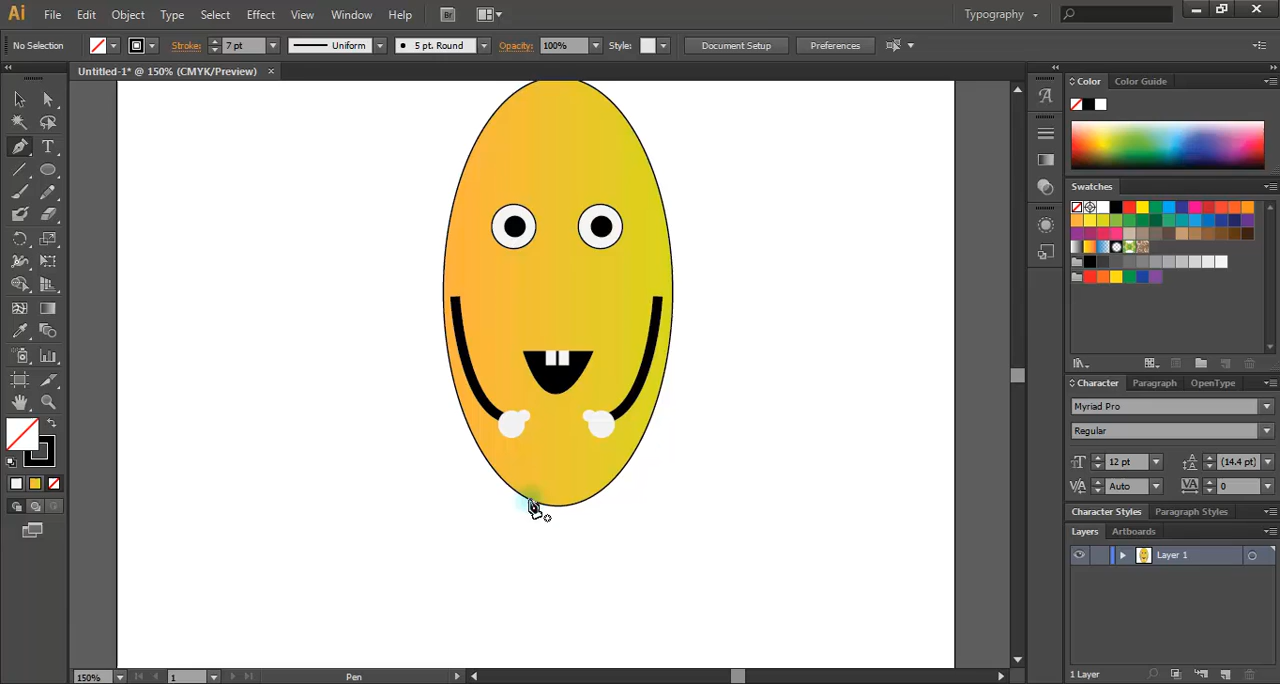 Ai File Edit Object Type Select Effect View Window Help Br Typography
No Selection Stroke: 7 pt Uniform 5 pt. Round Opacity: 100% Style: Document Setup Preferences
Untitled-1* @ 150% (CMYK/Preview)
Color Color Guide
Swatches
Character Paragraph OpenType
Myriad Pro
Regular
12 pt (14.4 pt)
Auto 0
Character Styles Paragraph Styles
Layers Artboards
Layer 1
1 Layer
150% 1 Pen